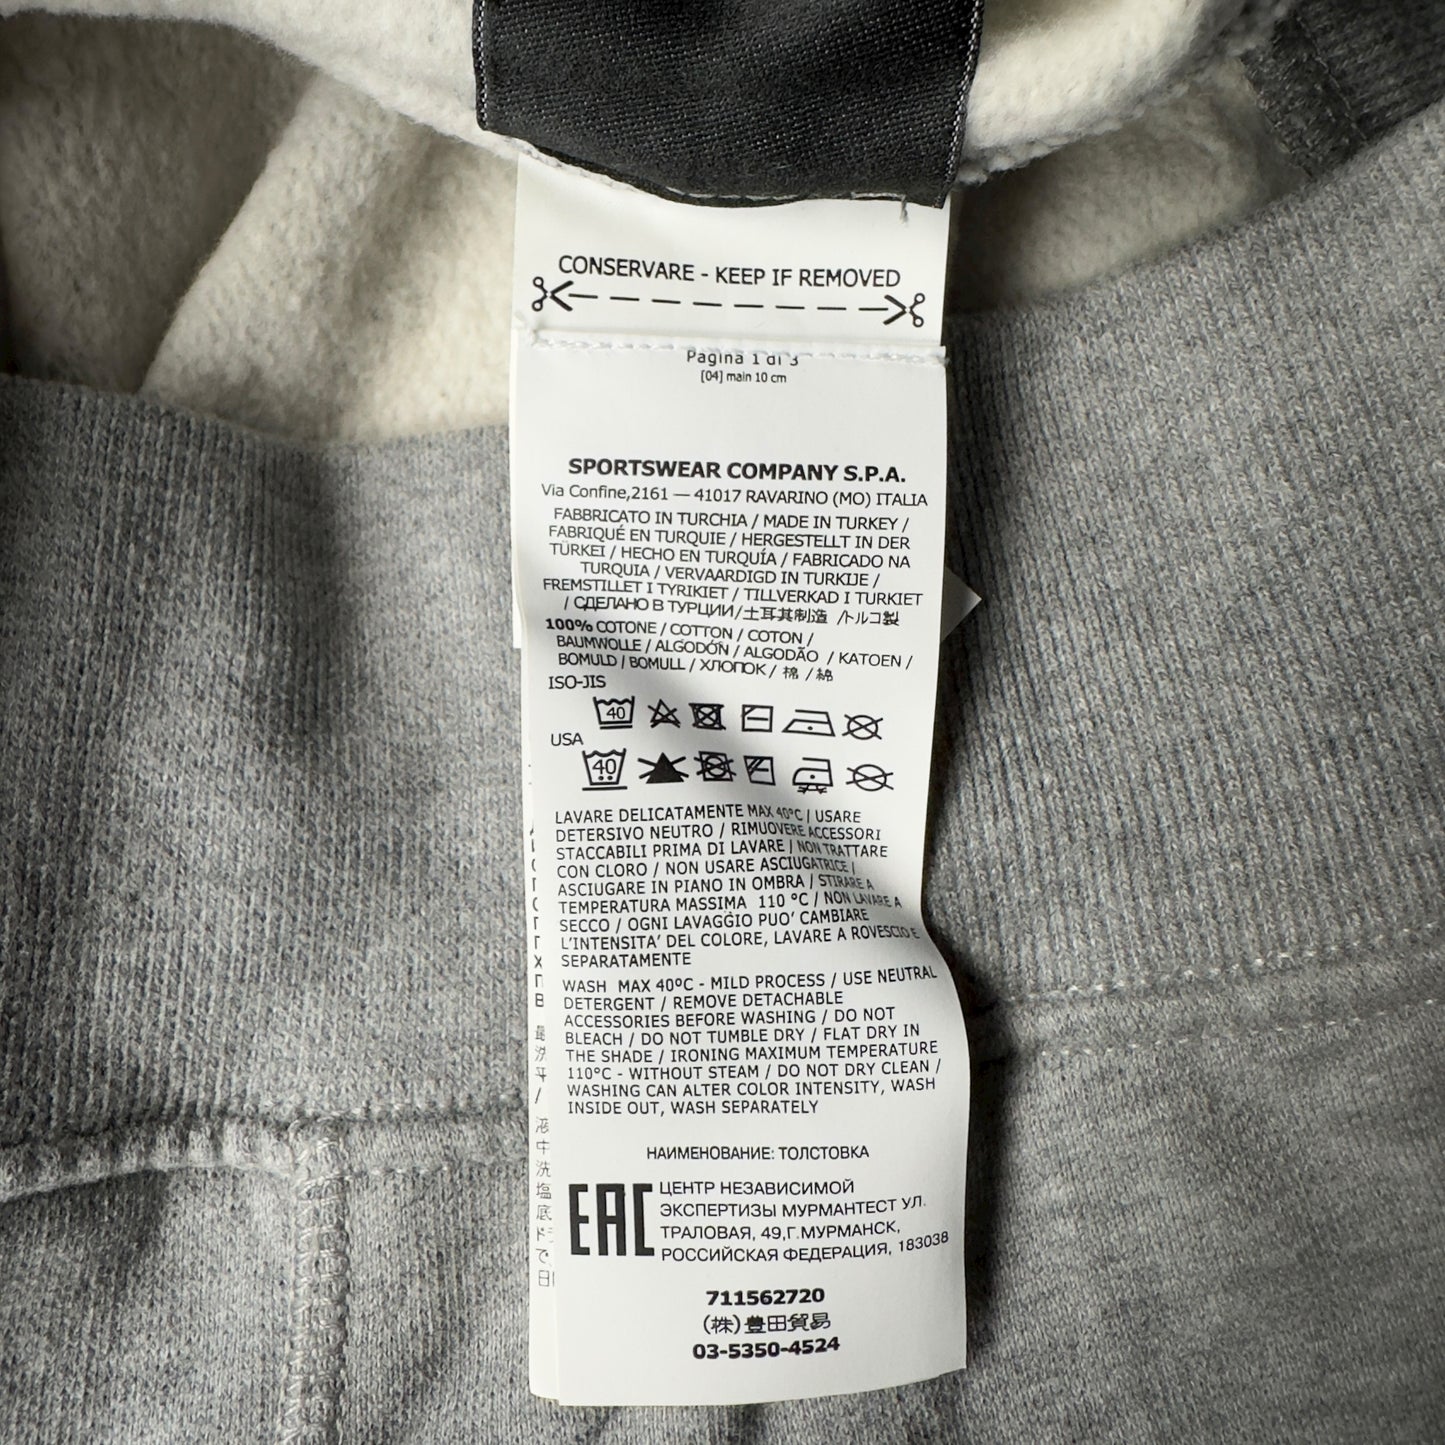 CONSERVARE - KEEP IF REMOVED
Pagina 1 di 3
[04] main 10 cm
SPORTSWEAR COMPANY S.P.A.
Via Confine,2161 — 41017 RAVARINO (MO) ITALIA
FABBRICATO IN TURCHIA / MADE IN TURKEY /
FABRIQUÉ EN TURQUIE / HERGESTELLT IN DER
TÜRKEI / HECHO EN TURQUÍA / FABRICADO NA
TURQUIA / VERVAARDIGD IN TURKIJE /
FREMSTILLET I TYRIKIET / TILLVERKAD I TURKIET
/ СДЕЛАНО В ТУРЦИИ/土耳其制造 /トルコ製
100% COTONE / COTTON / COTON /
BAUMWOLLE / ALGODÓN / ALGODÃO / KATOEN /
BOMULD / BOMULL / ХЛОПОК / 棉 / 綿
ISO-JIS
40
USA
40
LAVARE DELICATAMENTE MAX 40ºC / USARE
DETERSIVO NEUTRO / RIMUOVERE ACCESSORI
STACCABILI PRIMA DI LAVARE / NON TRATTARE
CON CLORO / NON USARE ASCIUGATRICE /
ASCIUGARE IN PIANO IN OMBRA / STIRARE A
TEMPERATURA MASSIMA 110 ºC / NON LAVARE A
SECCO / OGNI LAVAGGIO PUO' CAMBIARE
L'INTENSITA' DEL COLORE, LAVARE A ROVESCIO E
SEPARATAMENTE
WASH MAX 40ºC - MILD PROCESS / USE NEUTRAL
DETERGENT / REMOVE DETACHABLE
ACCESSORIES BEFORE WASHING / DO NOT
BLEACH / DO NOT TUMBLE DRY / FLAT DRY IN
THE SHADE / IRONING MAXIMUM TEMPERATURE
110ºC - WITHOUT STEAM / DO NOT DRY CLEAN /
WASHING CAN ALTER COLOR INTENSITY, WASH
INSIDE OUT, WASH SEPARATELY
НАИМЕНОВАНИЕ: ТОЛСТОВКА
EAC
ЦЕНТР НЕЗАВИСИМОЙ
ЭКСПЕРТИЗЫ МУРМАНТЕСТ УЛ.
ТРАЛОВАЯ, 49,Г.МУРМАНСК,
РОССИЙСКАЯ ФЕДЕРАЦИЯ, 183038
711562720
(株)豊田貿易
03-5350-4524